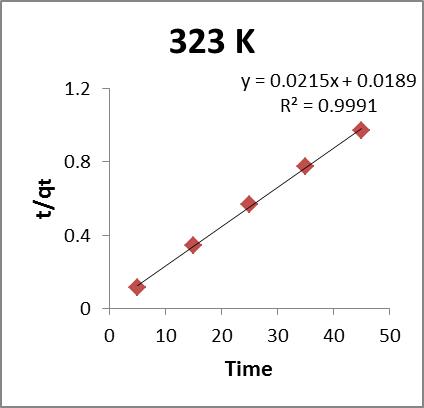 323 K
y = 0.0215x + 0.0189
R² = 0.9991
1.2
0.8
0.4
0
t/qt
0 10 20 30 40 50
Time